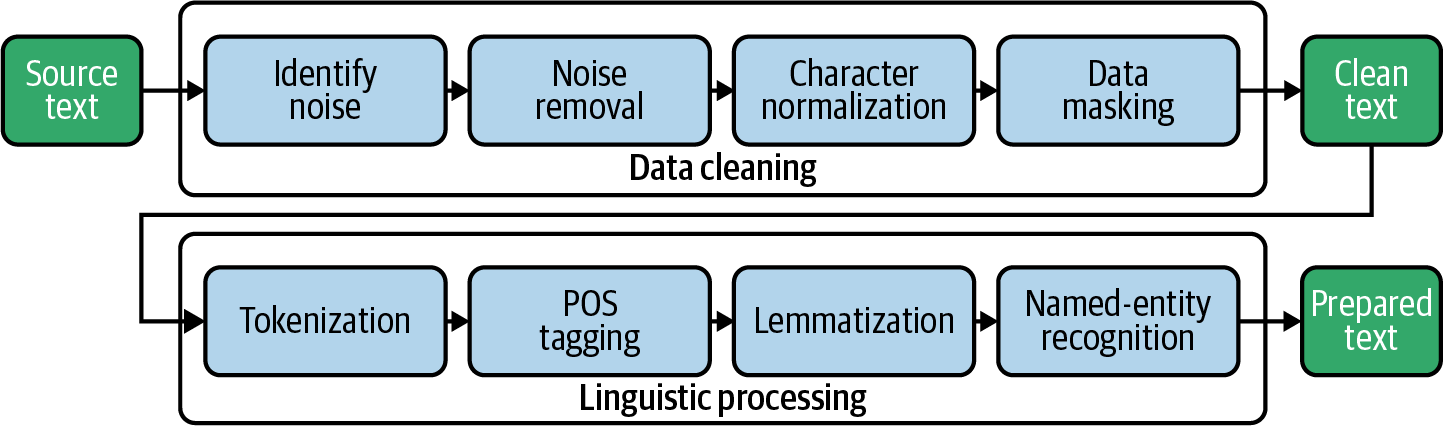 Source
text
Identify
noise
Noise
removal
Character
normalization
Data
masking
Clean
text
Data cleaning
Tokenization
POS
tagging
Lemmatization
Named-entity
recognition
Prepared
text
Linguistic processing